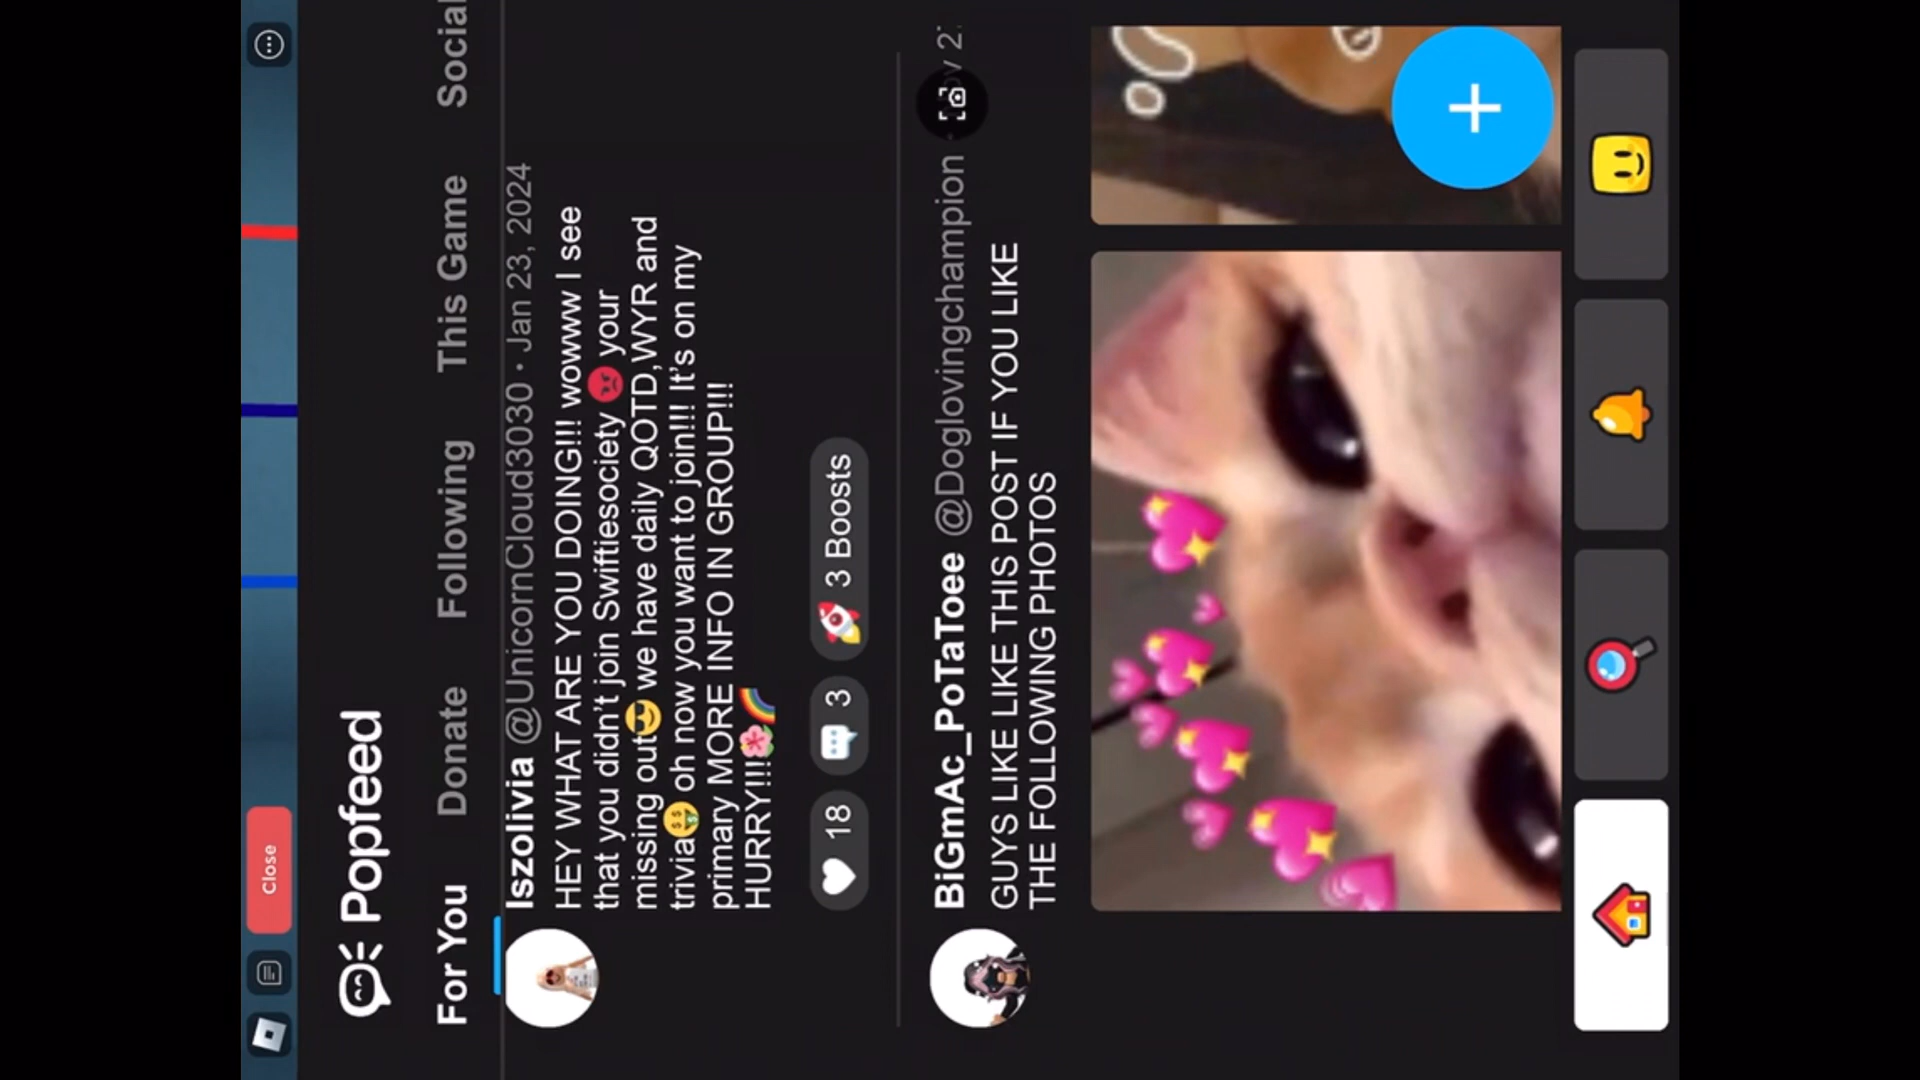 Close
Popfeed
For You Donate Following This Game Social
Iszolivia @UnicornCloud3030 · Jan 23, 2024
HEY WHAT ARE YOU DOING!!! wowww I see
that you didn't join Swiftiesociety 😡 your
missing out😎 we have daily QOTD,WYR and
trivia🤑 oh now you want to join!!! It's on my
primary MORE INFO IN GROUP!!!
HURRY!!!🌸🌈
18 3 3 Boosts
BiGmAc_PoTaToee @Doglovingchampion
GUYS LIKE LIKE THIS POST IF YOU LIKE
THE FOLLOWING PHOTOS